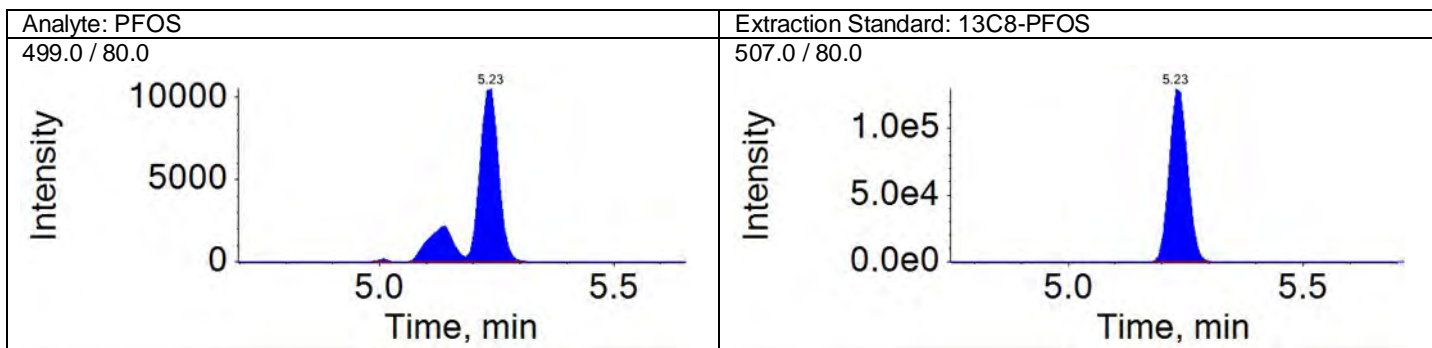 Analyte: PFOS
499.0 / 80.0
5.23
10000
5000
0
Intensity
5.0
5.5
Time, min
Extraction Standard: 13C8-PFOS
507.0 / 80.0
5.23
1.0e5
5.0e4
0.0e0
Intensity
5.0
5.5
Time, min